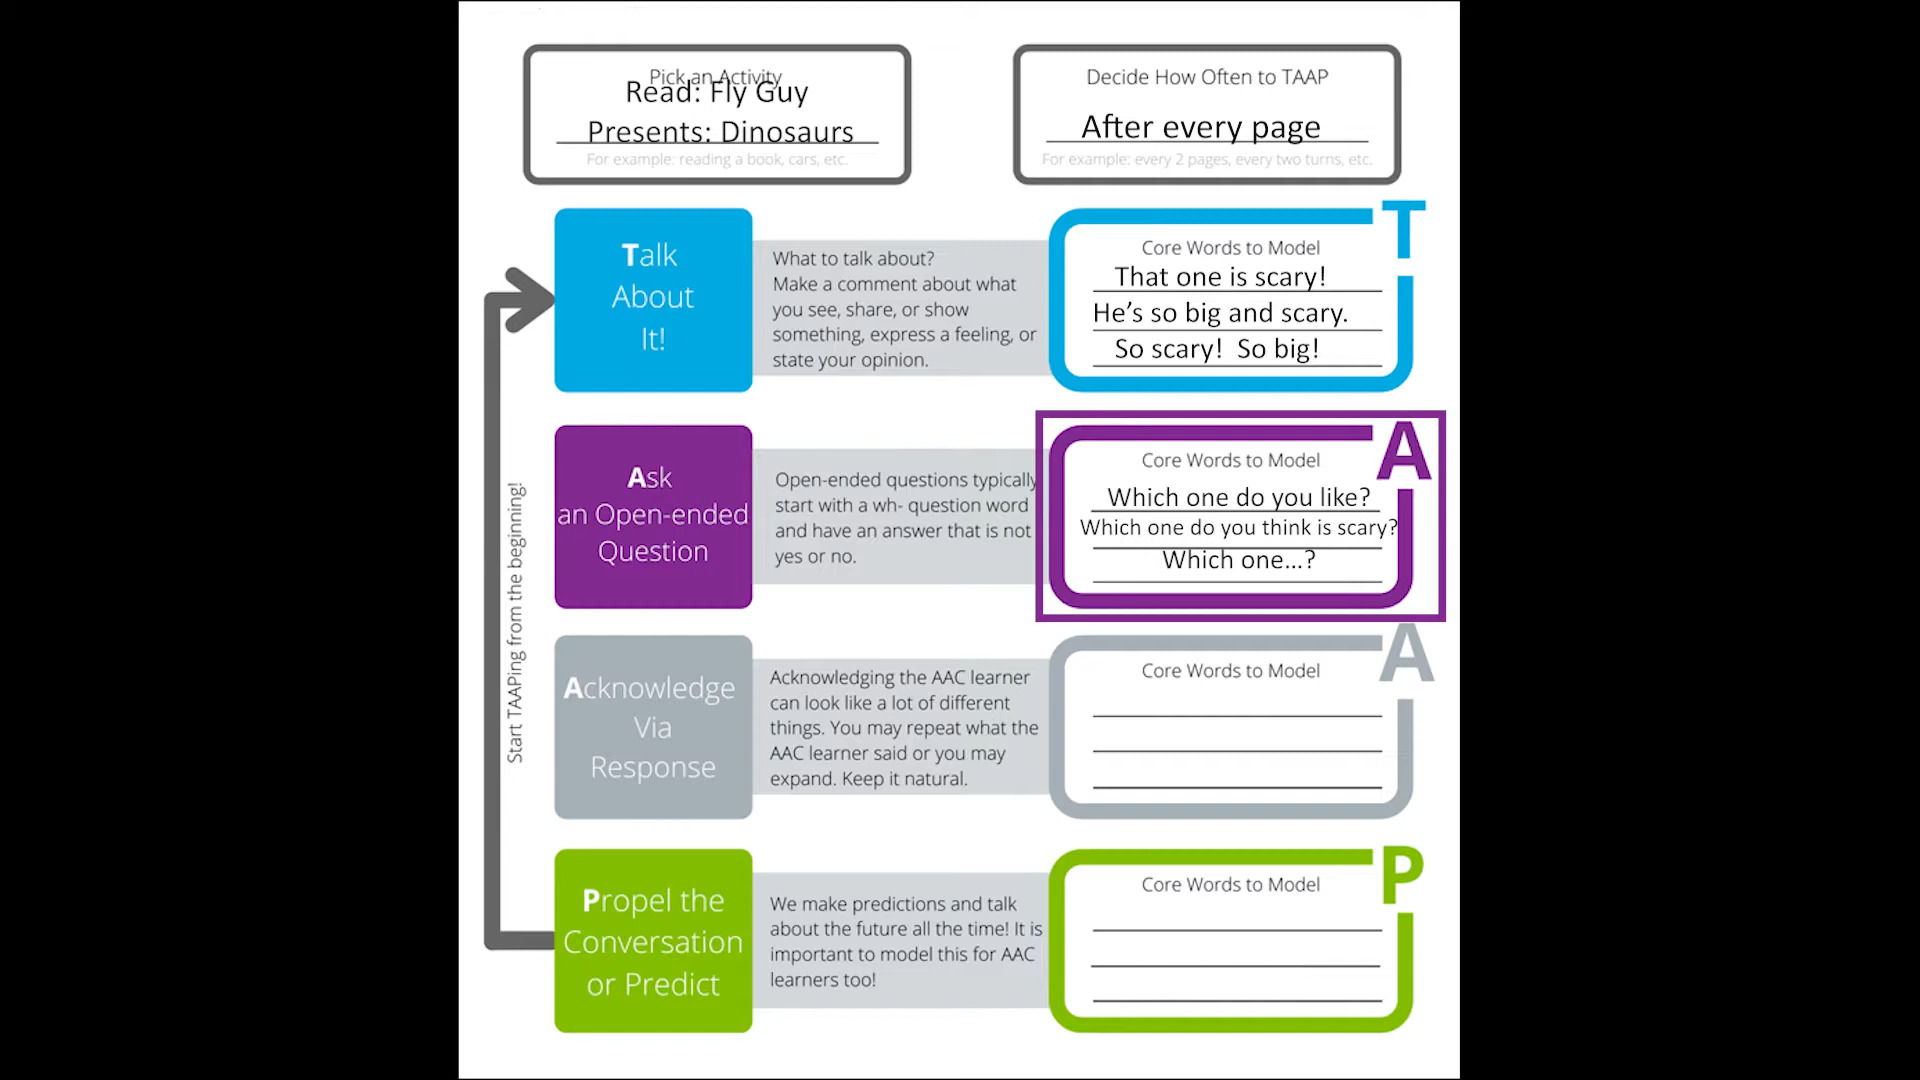 Pick an Activity
Read: Fly Guy
Presents: Dinosaurs
For example: reading a book, cars, etc.
Decide How Often to TAAP
After every page
For example: every 2 pages, every two turns, etc.
Start TAAPing from the beginning!
Talk
About
It!
What to talk about?
Make a comment about what
you see, share, or show
something, express a feeling, or
state your opinion.
T
Core Words to Model
That one is scary!
He's so big and scary.
So scary! So big!
Ask
an Open-ended
Question
Open-ended questions typically
start with a wh- question word
and have an answer that is not
yes or no.
A
Core Words to Model
Which one do you like?
Which one do you think is scary?
Which one...?
Acknowledge
Via
Response
Acknowledging the AAC learner
can look like a lot of different
things. You may repeat what the
AAC learner said or you may
expand. Keep it natural.
A
Core Words to Model
Propel the
Conversation
or Predict
We make predictions and talk
about the future all the time! It is
important to model this for AAC
learners too!
P
Core Words to Model